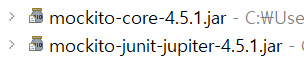 mockito-core-4.5.1.jar - C:₩Use
mockito-junit-jupiter-4.5.1.jar - C:₩